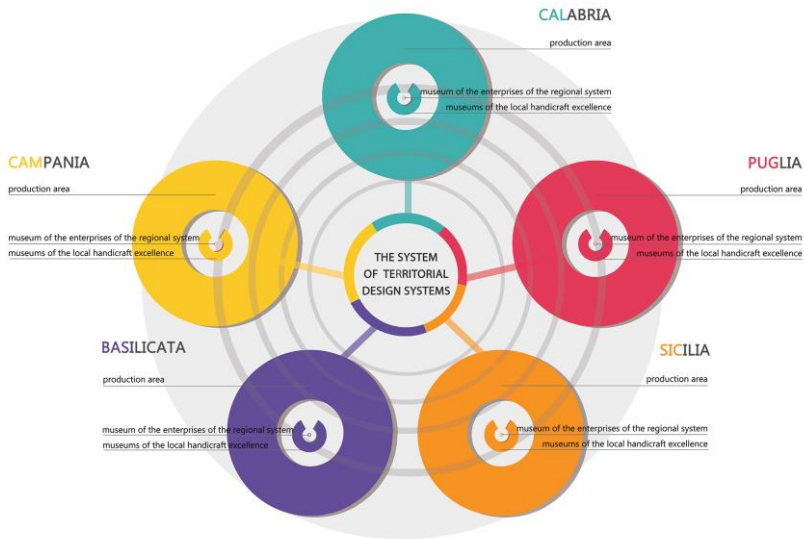 CALABRIA
production area
museum of the enterprises of the regional system
museums of the local handicraft excellence
CAMPANIA
production area
museum of the enterprises of the regional system
museums of the local handicraft excellence
PUGLIA
production area
museum of the enterprises of the regional system
museums of the local handicraft excellence
THE SYSTEM
OF TERRITORIAL
DESIGN SYSTEMS
BASILICATA
production area
museum of the enterprises of the regional system
museums of the local handicraft excellence
SICILIA
production area
museum of the enterprises of the regional system
museums of the local handicraft excellence